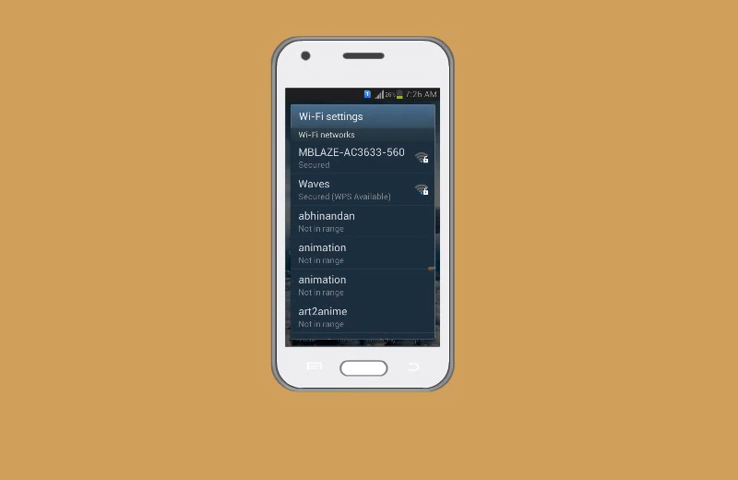 26% 7:26 AM
Wi-Fi settings
Wi-Fi networks
MBLAZE-AC3633-560
Secured
Waves
Secured (WPS Available)
abhinandan
Not in range
animation
Not in range
animation
Not in range
art2anime
Not in range